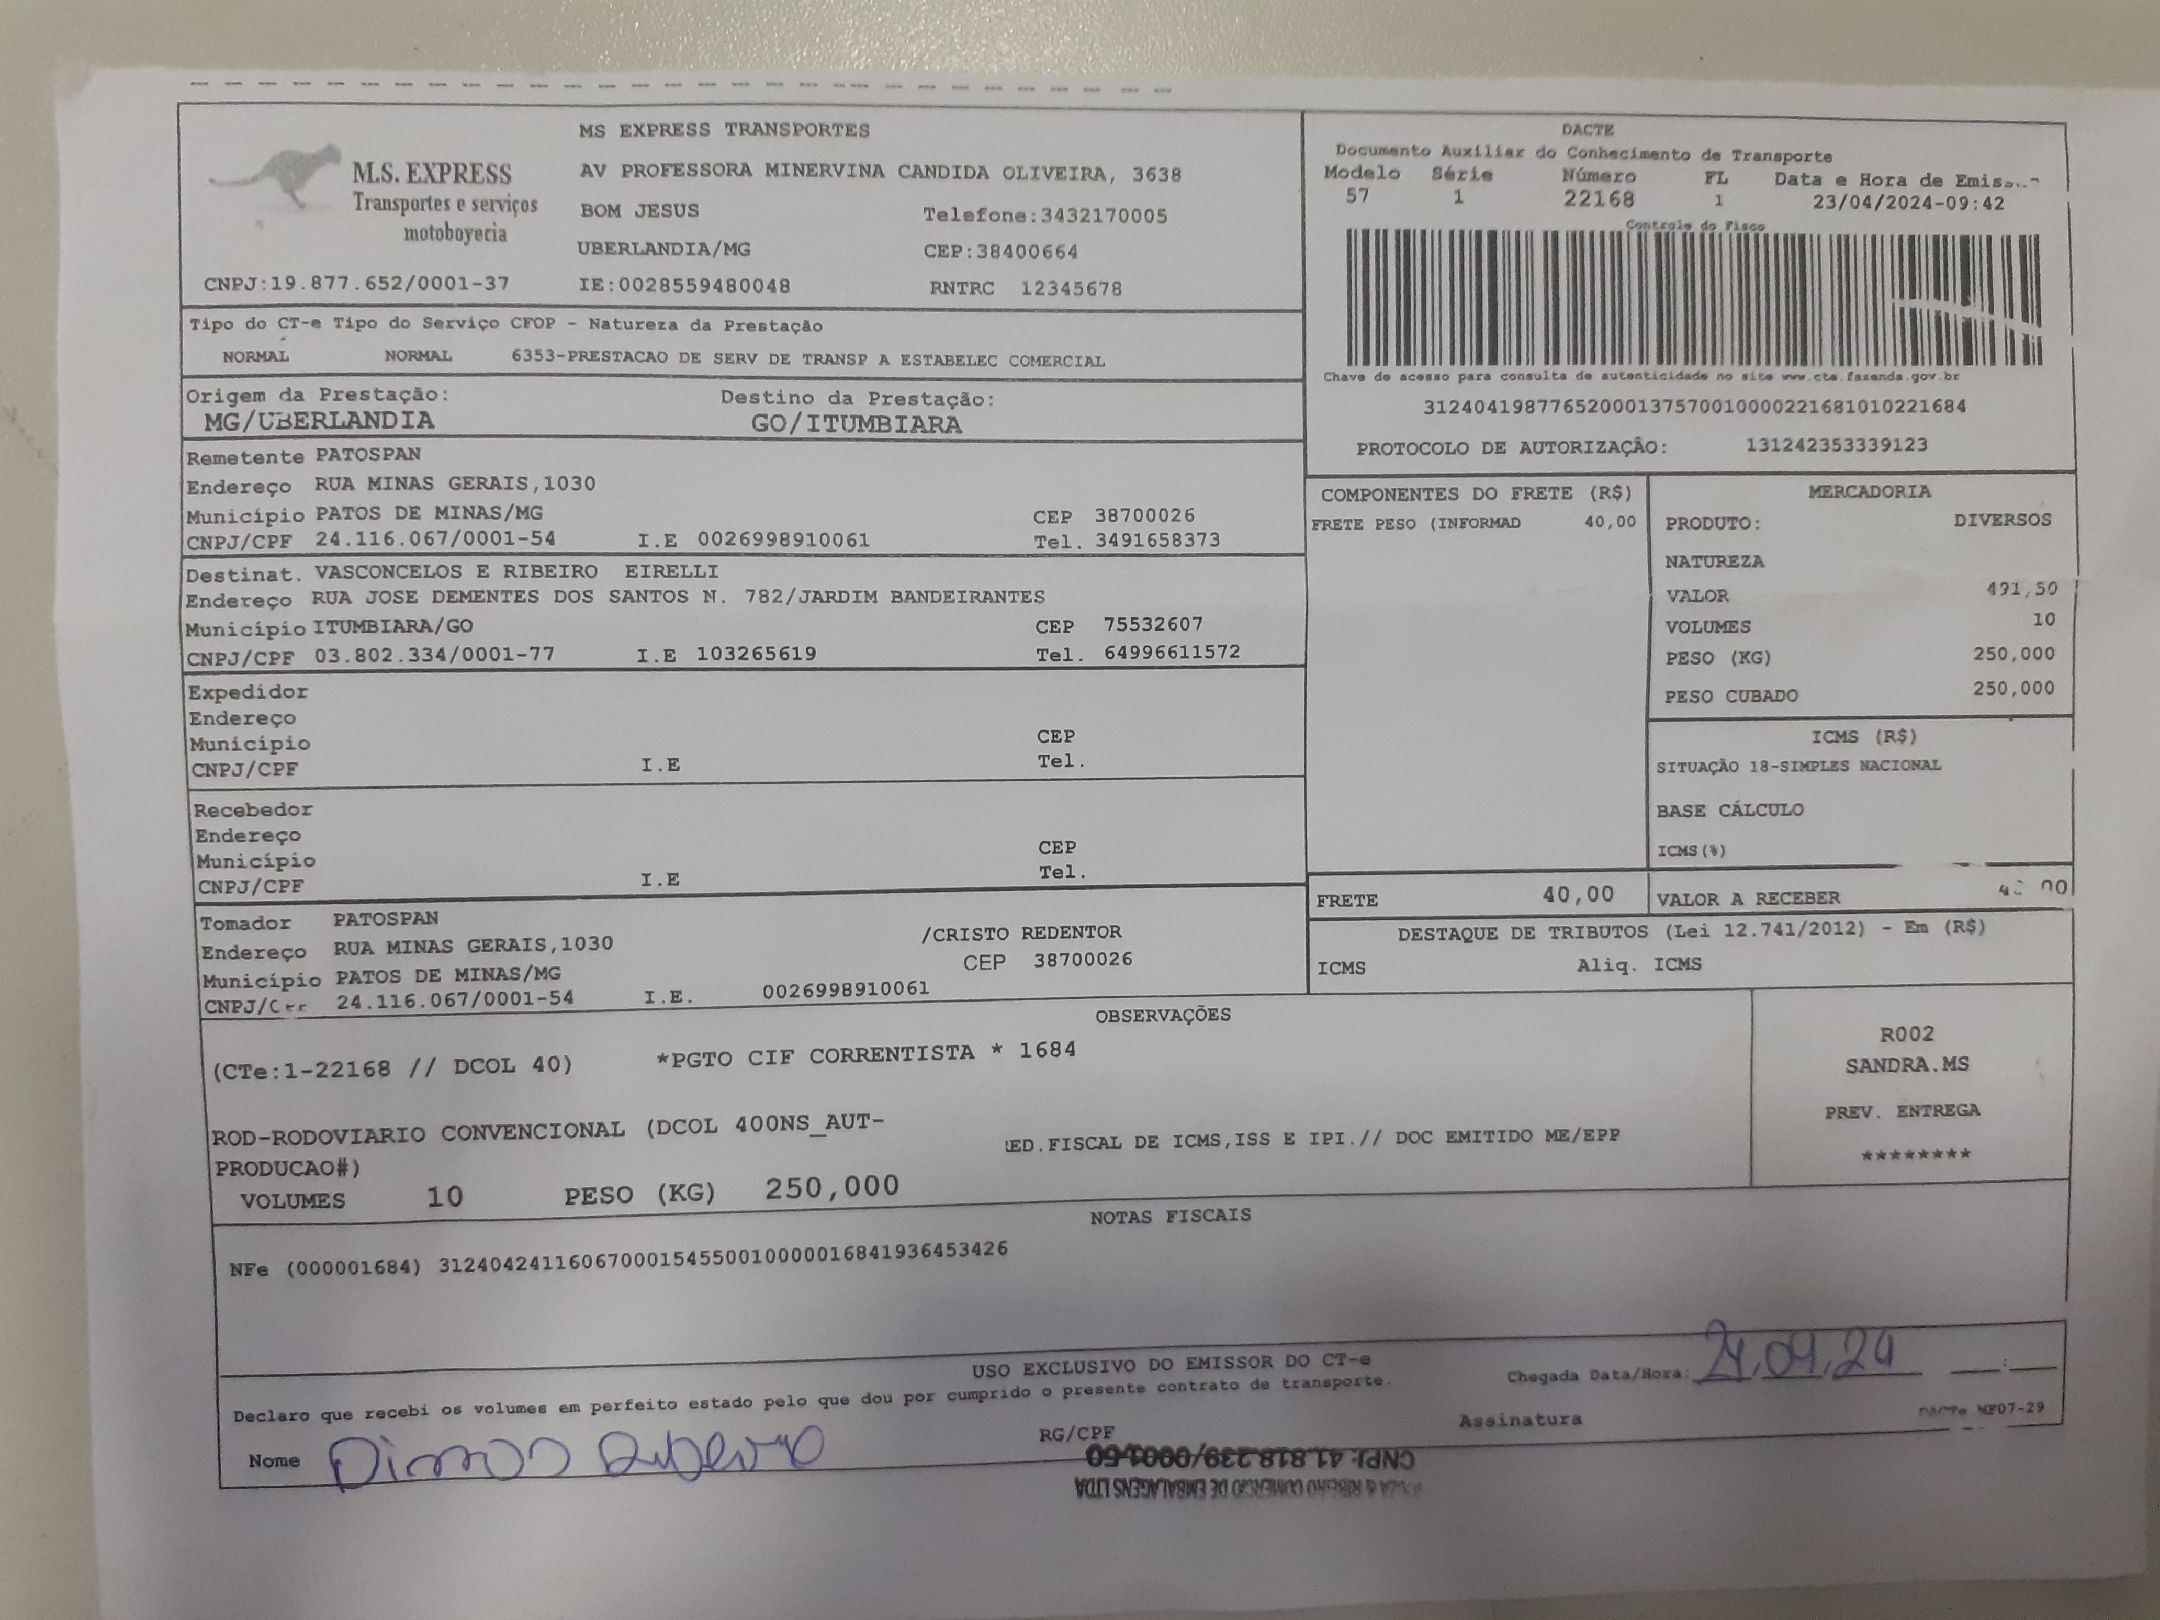 MS EXPRESS TRANSPORTES
M.S. EXPRESS
Transportes e serviços
motoboyecia
AV PROFESSORA MINERVINA CANDIDA OLIVEIRA, 3638
BOM JESUS Telefone:3432170005
UBERLANDIA/MG CEP:38400664
CNPJ:19.877.652/0001-37 IE:0028559480048 RNTRC 12345678
DACTE
Documento Auxiliar do Conhecimento de Transporte
Modelo Série Número FL Data e Hora de
57 1 22168 1 23/04/2024-09:42
Controle do Fisco
Chave de acesso para consulta de autenticidade no site www.cte.fazenda.gov.br
31240419877652000137570010000221681010221684
PROTOCOLO DE AUTORIZAÇÃO: 131242353339123
Tipo do CT-e Tipo do Serviço CFOP - Natureza da Prestação
NORMAL NORMAL 6353-PRESTACAO DE SERV DE TRANSP A ESTABELEC COMERCIAL
Origem da Prestação: Destino da Prestação:
MG/UBERLANDIA GO/ITUMBIARA
Remetente PATOSPAN
Endereço RUA MINAS GERAIS,1030
Município PATOS DE MINAS/MG CEP 38700026
CNPJ/CPF 24.116.067/0001-54 I.E 0026998910061 Tel. 3491658373
Destinat. VASCONCELOS E RIBEIRO EIRELLI
Endereço RUA JOSE DEMENTES DOS SANTOS N. 782/JARDIM BANDEIRANTES
Município ITUMBIARA/GO CEP 75532607
CNPJ/CPF 03.802.334/0001-77 I.E 103265619 Tel. 64996611572
Expedidor
Endereço
Município CEP
CNPJ/CPF I.E Tel.
Recebedor
Endereço
Município CEP
CNPJ/CPF I.E Tel.
Tomador PATOSPAN
Endereço RUA MINAS GERAIS,1030 /CRISTO REDENTOR
Município PATOS DE MINAS/MG CEP 38700026
24.116.067/0001-54 I.E. 0026998910061
COMPONENTES DO FRETE (R$)
FRETE PESO (INFORMAD 40,00
MERCADORIA
PRODUTO: DIVERSOS
NATUREZA
VALOR 491,50
VOLUMES 10
PESO (KG) 250,000
PESO CUBADO 250,000
ICMS (R$)
SITUAÇÃO 18-SIMPLES NACIONAL
BASE CÁLCULO
ICMS(%)
FRETE 40,00 VALOR A RECEBER
DESTAQUE DE TRIBUTOS (Lei 12.741/2012) - Em (R$)
ICMS Aliq. ICMS
OBSERVAÇÕES
(CTe:1-22168 // DCOL 40) *PGTO CIF CORRENTISTA * 1684
ROD-RODOVIARIO CONVENCIONAL (DCOL 400NS_AUT-
PRODUCAO#)
ED.FISCAL DE ICMS,ISS E IPI.// DOC EMITIDO ME/EPP
VOLUMES 10 PESO (KG) 250,000
R002
SANDRA.MS
PREV. ENTREGA
********
NOTAS FISCAIS
NFe (000001684) 31240424116067000154550010000016841936453426
USO EXCLUSIVO DO EMISSOR DO CT-e
Declaro que recebi os volumes em perfeito estado pelo que dou por cumprido o presente contrato de transporte.
Chegada Data/Hora: 24.04.24 :
Nome RG/CPF Assinatura
DACTe MF07-29
CNPJ: 41.818.239/0001-60
RIBEIRO COMERCIO DE EMBALAGENS LTDA